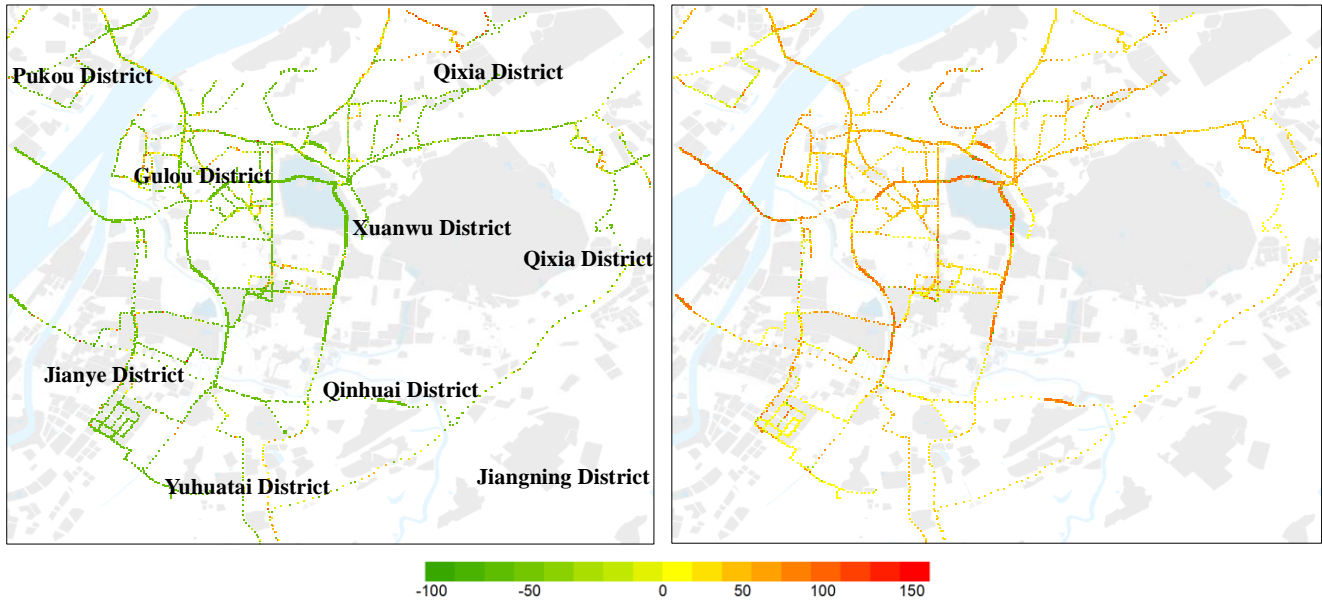 Pukou District
Qixia District
Gulou District
Xuanwu District
Qixia District
Jianye District
Qinhuai District
Yuhuatai District
Jiangning District
-100 -50 0 50 100 150